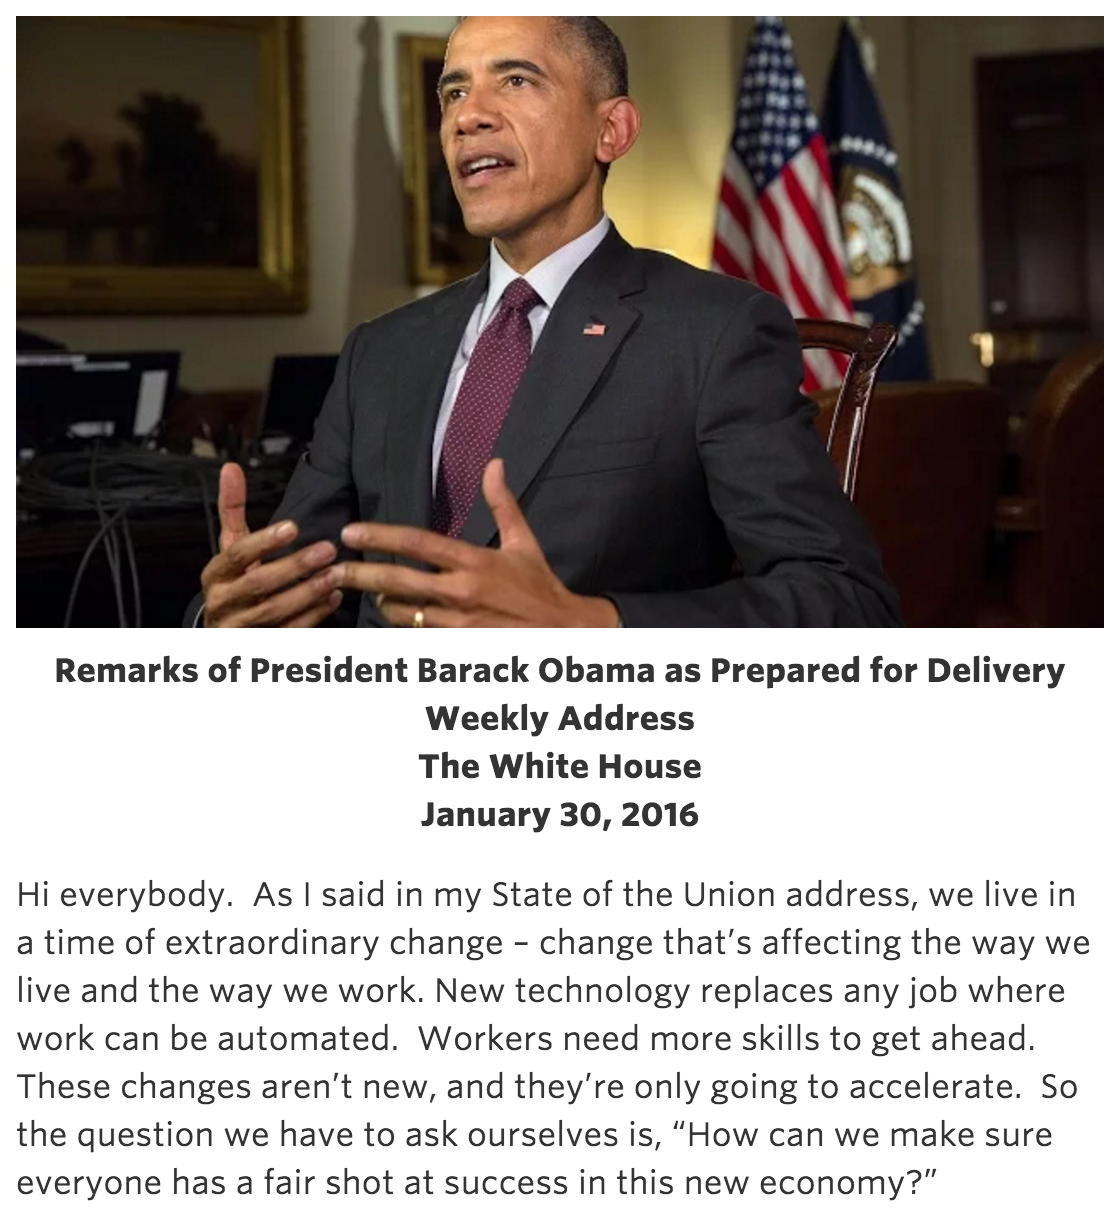 Remarks of President Barack Obama as Prepared for Delivery
Weekly Address
The White House
January 30, 2016
Hi everybody.  As I said in my State of the Union address, we live in
a time of extraordinary change – change that’s affecting the way we
live and the way we work. New technology replaces any job where
work can be automated.  Workers need more skills to get ahead.
These changes aren’t new, and they’re only going to accelerate.  So
the question we have to ask ourselves is, “How can we make sure
everyone has a fair shot at success in this new economy?”